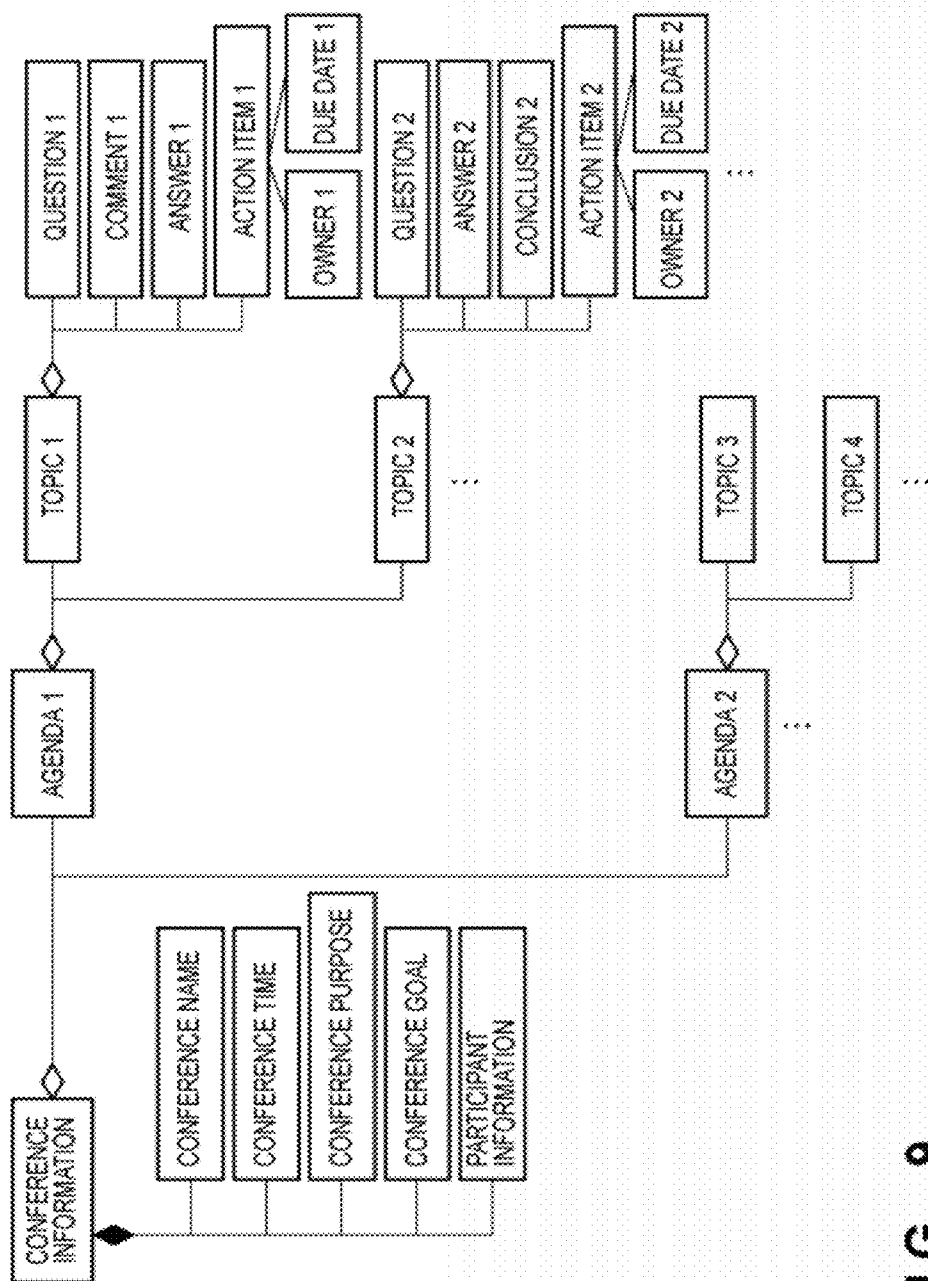 CONFERENCE
INFORMATION
CONFERENCE NAME
CONFERENCE TIME
CONFERENCE PURPOSE
CONFERENCE GOAL
PARTICIPANT
INFORMATION
AGENDA 1
TOPIC 1
QUESTION 1
COMMENT 1
ANSWER 1
ACTION ITEM 1
OWNER 1
DUE DATE 1
TOPIC 2
QUESTION 2
ANSWER 2
CONCLUSION 2
ACTION ITEM 2
OWNER 2
DUE DATE 2
...
...
AGENDA 2
...
TOPIC 3
TOPIC 4
...